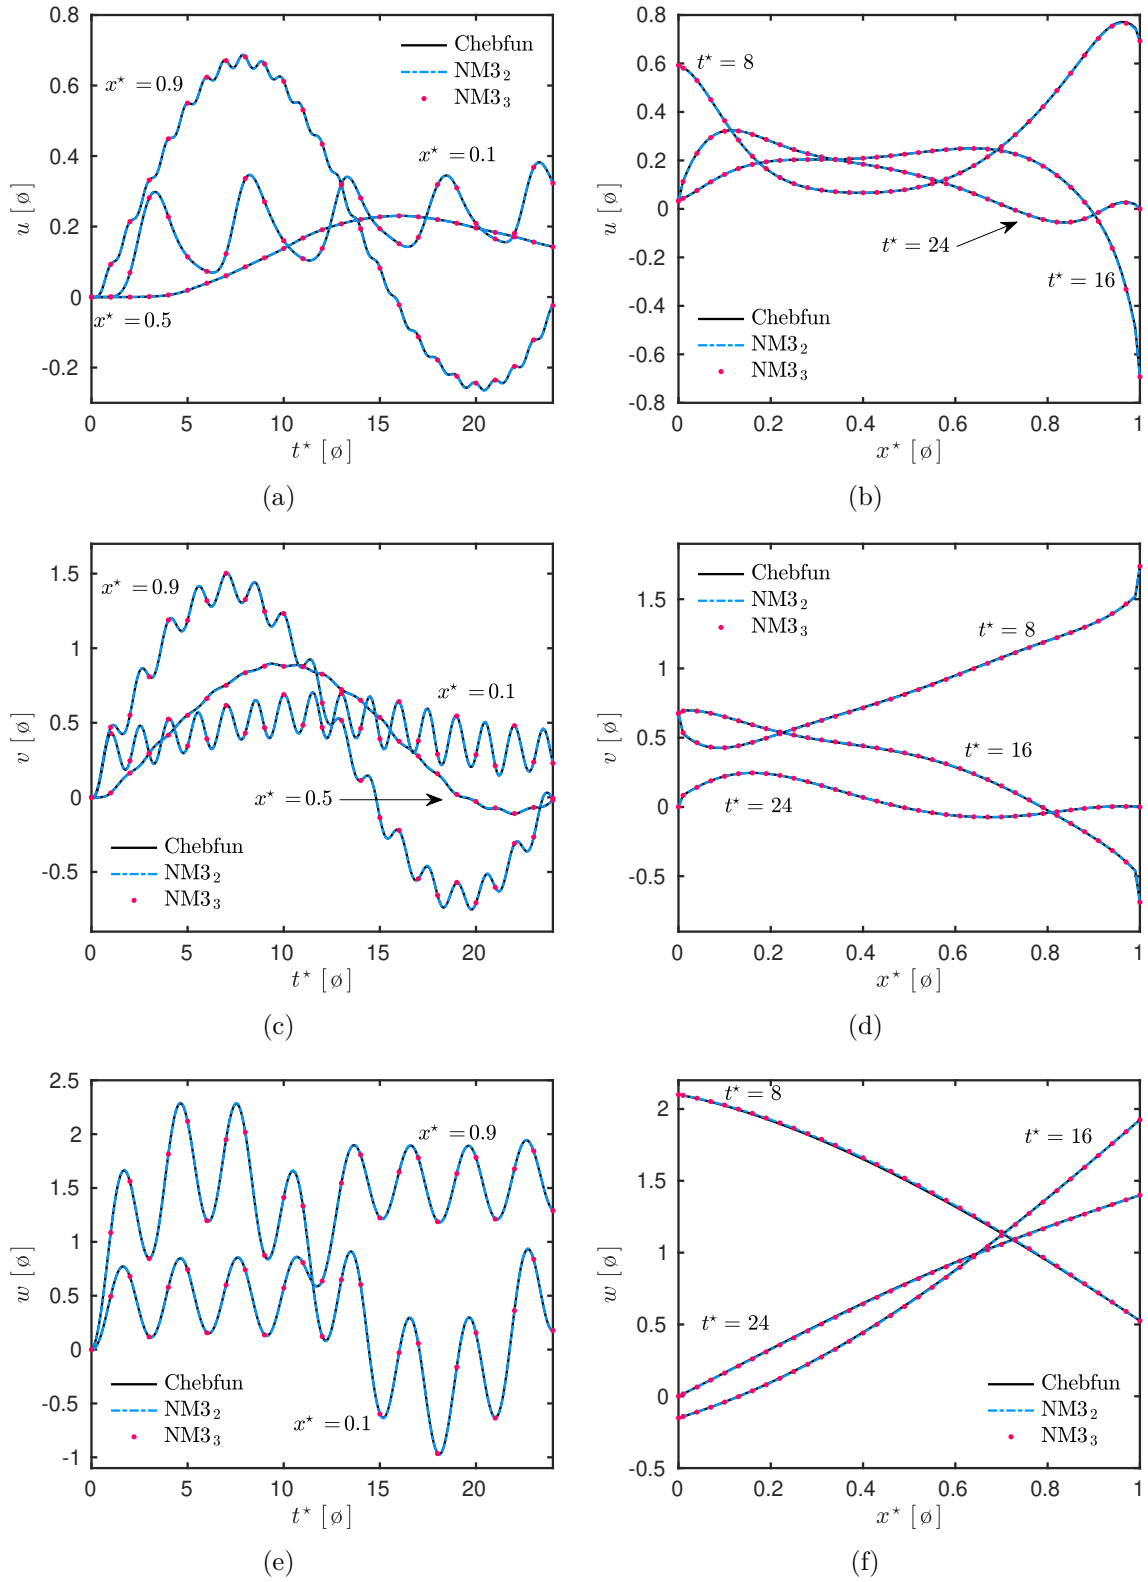 0.8
0.6
0.4
0.2
0
-0.2
0 5 10 15 20
u [ ø ]
t⋆ [ ø ]
Chebfun
NM3₂
NM3₃
x⋆ = 0.9
x⋆ = 0.1
x⋆ = 0.5
(a)
0.8
0.6
0.4
0.2
0
-0.2
-0.4
-0.6
-0.8
0 0.2 0.4 0.6 0.8 1
u [ ø ]
x⋆ [ ø ]
t⋆ = 8
t⋆ = 24
t⋆ = 16
Chebfun
NM3₂
NM3₃
(b)
1.5
1
0.5
0
-0.5
0 5 10 15 20
v [ ø ]
t⋆ [ ø ]
x⋆ = 0.9
x⋆ = 0.1
x⋆ = 0.5
Chebfun
NM3₂
NM3₃
(c)
1.5
1
0.5
0
-0.5
0 0.2 0.4 0.6 0.8 1
v [ ø ]
x⋆ [ ø ]
Chebfun
NM3₂
NM3₃
t⋆ = 8
t⋆ = 16
t⋆ = 24
(d)
2.5
2
1.5
1
0.5
0
-0.5
-1
0 5 10 15 20
w [ ø ]
t⋆ [ ø ]
x⋆ = 0.9
Chebfun
NM3₂
NM3₃
x⋆ = 0.1
(e)
2
1.5
1
0.5
0
-0.5
0 0.2 0.4 0.6 0.8 1
w [ ø ]
x⋆ [ ø ]
t⋆ = 8
t⋆ = 16
t⋆ = 24
Chebfun
NM3₂
NM3₃
(f)